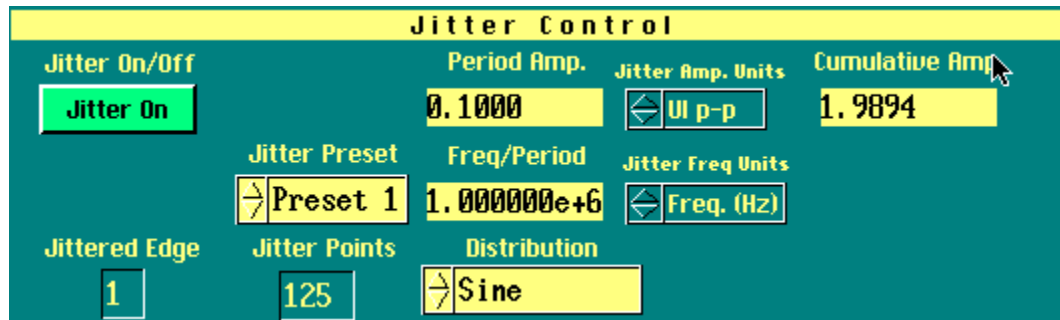 Jitter Control
Jitter On/Off
Period Amp.
Jitter Amp. Units
Cumulative Amp.
Jitter On
0.1000
UI p-p
1.9894
Jitter Preset
Freq/Period
Jitter Freq Units
Preset 1
1.000000e+6
Freq. (Hz)
Jittered Edge
Jitter Points
Distribution
1
125
Sine